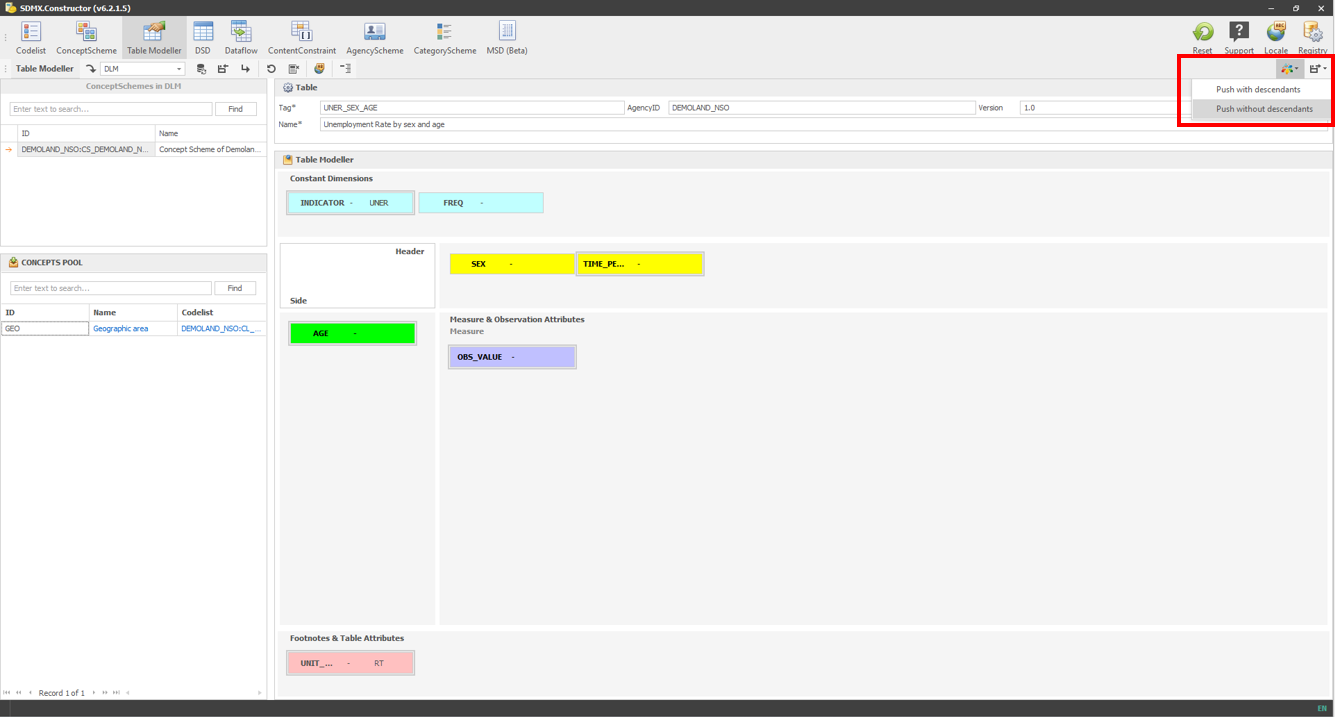 SDMX.Constructor (v6.2.1.5)
Codelist ConceptScheme Table Modeller DSD Dataflow ContentConstraint AgencyScheme CategoryScheme MSD (Beta) Reset Support Locale Registry
Table Modeller DLM
ConceptSchemes in DLM
Enter text to search... Find
ID Name
DEMOLAND_NSO:CS_DEMOLAND_N... Concept Scheme of Demolan...
CONCEPTS POOL
Enter text to search... Find
ID Name Codelist
GEO Geographic area DEMOLAND_NSO:CL_...
Record 1 of 1
Table
Tag* UNER_SEX_AGE AgencyID DEMOLAND_NSO Version 1.0
Name* Unemployment Rate by sex and age
Push with descendants
Push without descendants
Table Modeller
Constant Dimensions
INDICATOR - UNER FREQ -
Header
Side
SEX - TIME_PE... -
AGE -
Measure & Observation Attributes
Measure
OBS_VALUE -
Footnotes & Table Attributes
UNIT_... - RT
EN